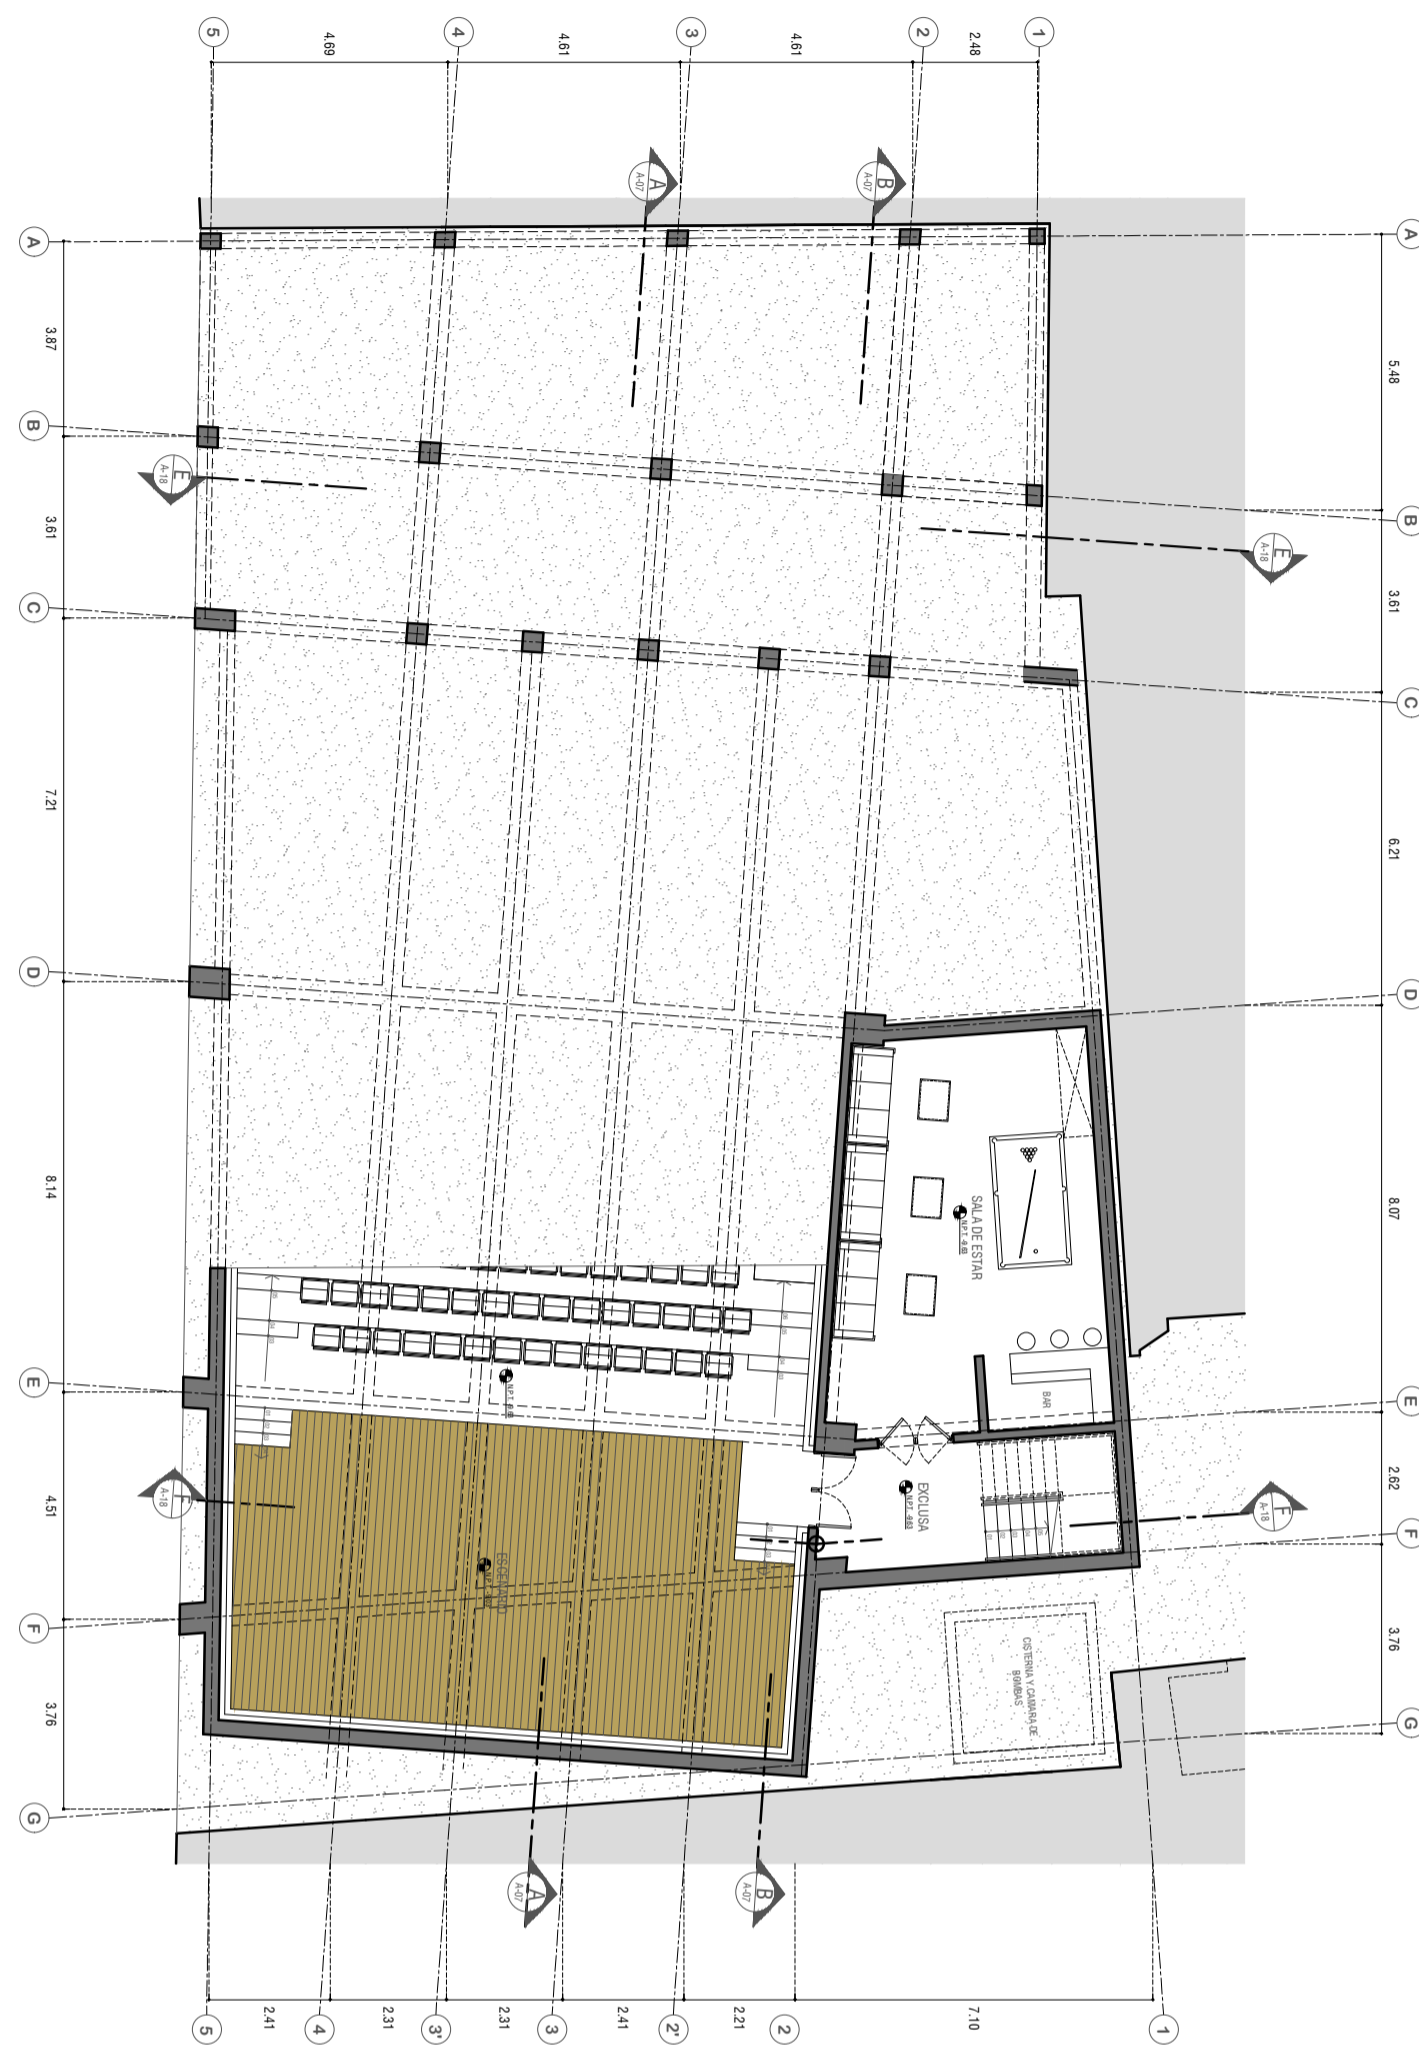 5
4
3
2
1
4.69
4.61
4.61
2.48
A
A-07
B
A-07
A
A
3.87
5.48
B
B
E
A-18
E
A-18
3.61
3.61
C
C
7.21
6.21
D
D
8.14
8.07
SALA DE ESTAR
BAR
E
E
EXCLUSA
4.51
2.62
F
A-18
F
A-18
ESCENARIO
F
F
CISTERNA Y CAMARA DE
BOMBAS
3.76
3.76
G
G
A
A-07
B
A-07
2.41
2.31
2.31
2.41
2.21
7.10
5
4
3'
3
2'
2
1